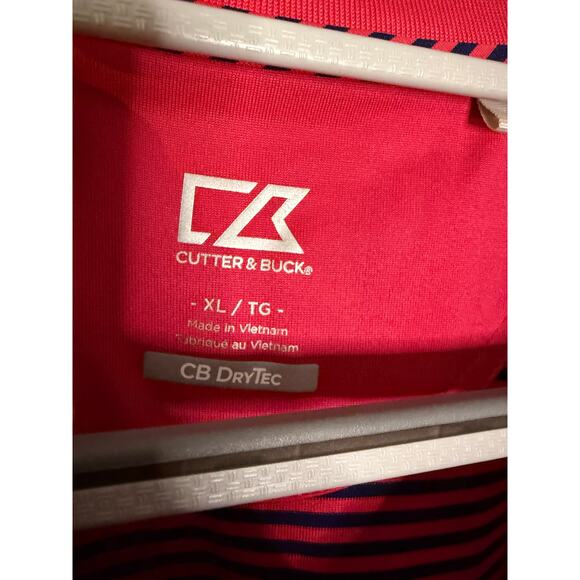 CUTTER & BUCK®
- XL / TG -
Made in Vietnam
Fabriqué au Vietnam
CB DRYTEC